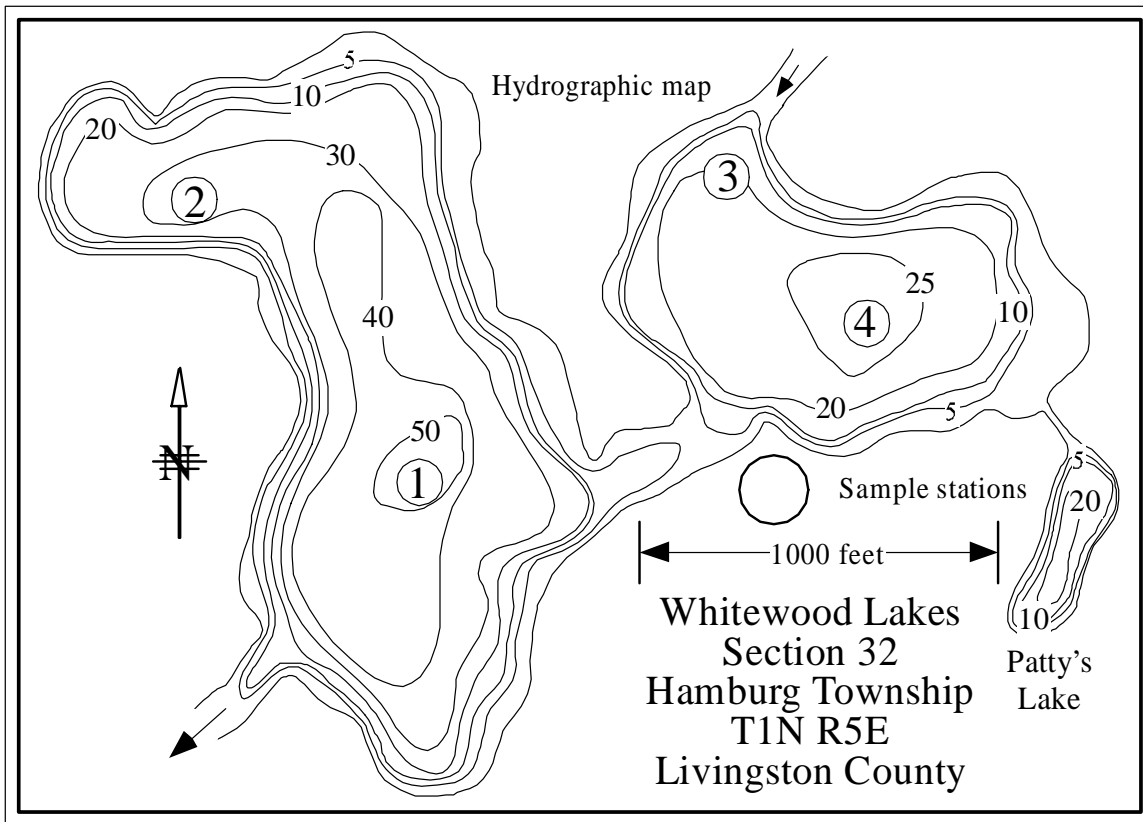 Hydrographic map
5
10
20
30
2
3
40
25
4
10
50
1
20
5
5
20
10
N
Sample stations
1000 feet
Whitewood Lakes
Section 32
Hamburg Township
T1N R5E
Livingston County
Patty's
Lake